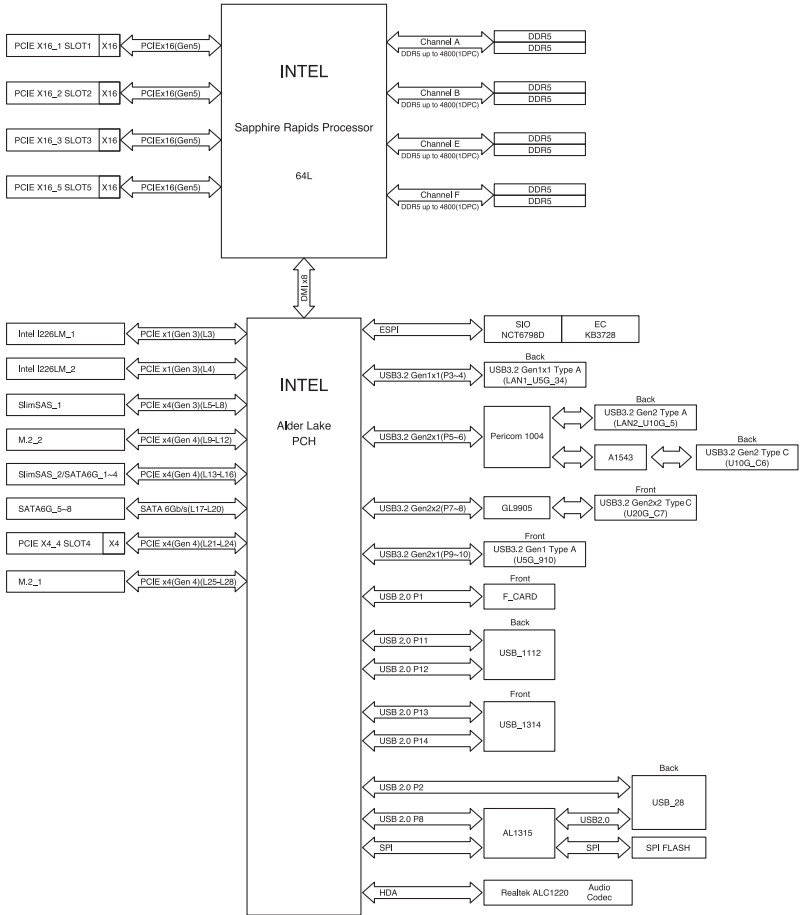 PCIE X16_1 SLOT1 X16 PCIEx16(Gen5)
PCIE X16_2 SLOT2 X16 PCIEx16(Gen5)
PCIE X16_3 SLOT3 X16 PCIEx16(Gen5)
PCIE X16_5 SLOT5 X16 PCIEx16(Gen5)
INTEL
Sapphire Rapids Processor
64L
Channel A
DDR5 up to 4800(1DPC)
DDR5
DDR5
Channel B
DDR5 up to 4800(1DPC)
DDR5
DDR5
Channel E
DDR5 up to 4800(1DPC)
DDR5
DDR5
Channel F
DDR5 up to 4800(1DPC)
DDR5
DDR5
DMI x8
Intel I226LM_1 PCIE x1(Gen 3)(L3)
Intel I226LM_2 PCIE x1(Gen 3)(L4)
SlimSAS_1 PCIE x4(Gen 3)(L5-L8)
M.2_2 PCIE x4(Gen 4)(L9-L12)
SlimSAS_2/SATA6G_1~4 PCIE x4(Gen 4)(L13-L16)
SATA6G_5~8 SATA 6Gb/s(L17-L20)
PCIE X4_4 SLOT4 X4 PCIE x4(Gen 4)(L21-L24)
M.2_1 PCIE x4(Gen 4)(L25-L28)
INTEL
Alder Lake
PCH
ESPI
SIO
NCT6798D
EC
KB3728
USB3.2 Gen1x1(P3~4)
Back
USB3.2 Gen1x1 Type A
(LAN1_U5G_34)
USB3.2 Gen2x1(P5~6)
Pericom 1004
Back
USB3.2 Gen2 Type A
(LAN2_U10G_5)
A1543
Back
USB3.2 Gen2 Type C
(U10G_C6)
USB3.2 Gen2x2(P7~8)
GL9905
Front
USB3.2 Gen2x2 Type C
(U20G_C7)
USB3.2 Gen2x1(P9~10)
Front
USB3.2 Gen1 Type A
(U5G_910)
USB 2.0 P1
Front
F_CARD
USB 2.0 P11
USB 2.0 P12
Back
USB_1112
USB 2.0 P13
USB 2.0 P14
Front
USB_1314
USB 2.0 P2
Back
USB_28
USB 2.0 P8
AL1315
USB2.0
SPI
SPI
SPI FLASH
HDA
Realtek ALC1220
Audio
Codec